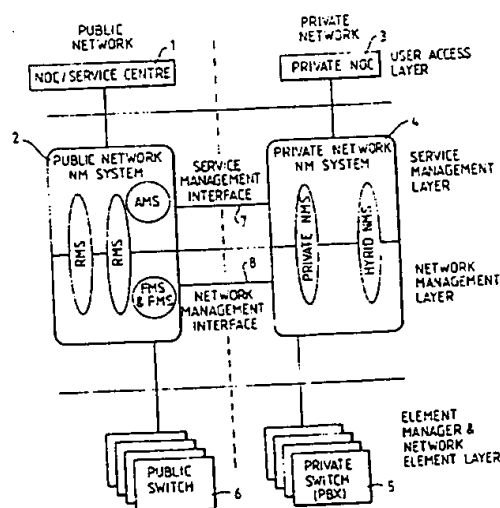 PUBLIC
NETWORK
PRIVATE
NETWORK
1
3
NOC/SERVICE CENTRE
PRIVATE NGC
USER ACCESS
LAYER
2
4
PUBLIC NETWORK
NM SYSTEM
SERVICE
MANAGEMENT
INTERFACE
PRIVATE NETWORK
NM SYSTEM
SERVICE
MANAGEMENT
LAYER
AMS
7
RMS
RMS
PRIVATE NMS
HYRID NMS
8
FMS
& FMS
NETWORK
MANAGEMENT
INTERFACE
NETWORK
MANAGEMENT
LAYER
PUBLIC
SWITCH
6
PRIVATE
SWITCH
(PBX)
5
ELEMENT
MANAGER &
NETWORK
ELEMENT LAYER